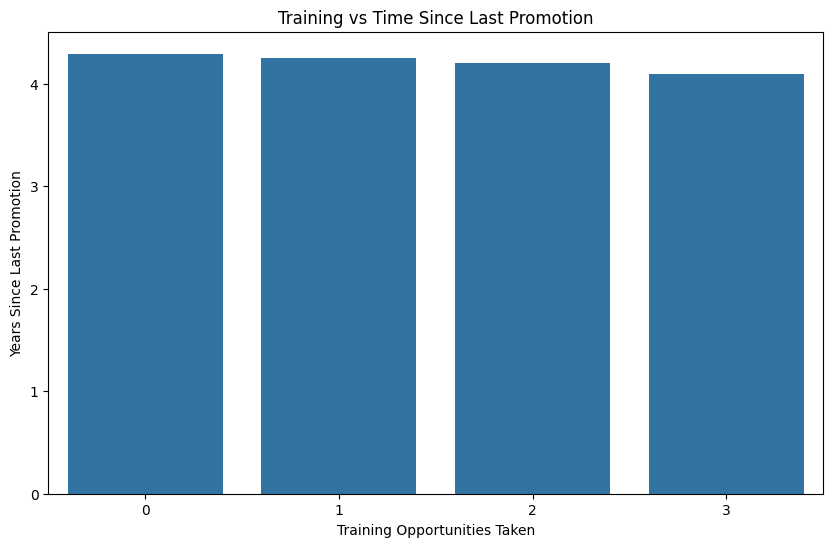 Training vs Time Since Last Promotion
Years Since Last Promotion
4
3
2
1
0
0 1 2 3
Training Opportunities Taken